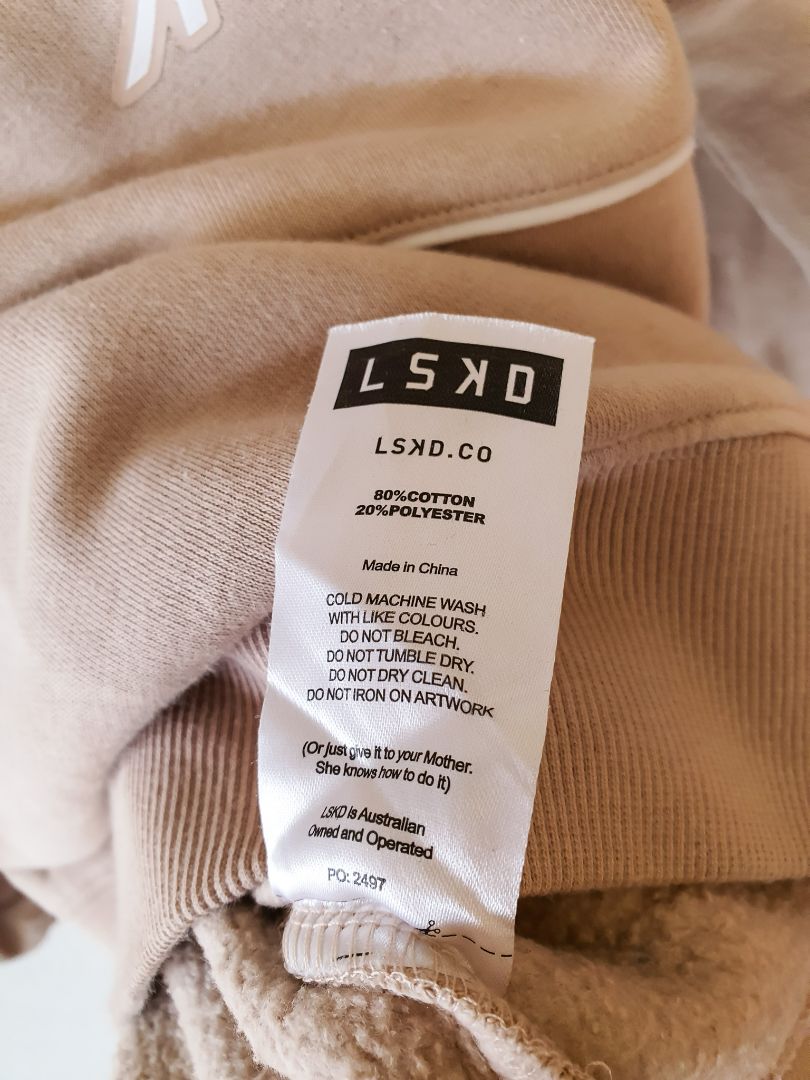 LSKD
LSKD.CO
80%COTTON
20%POLYESTER
Made in China
COLD MACHINE WASH
WITH LIKE COLOURS.
DO NOT BLEACH.
DO NOT TUMBLE DRY.
DO NOT DRY CLEAN.
DO NOT IRON ON ARTWORK
(Or just give it to your Mother.
She knows how to do it)
LSKD is Australian
Owned and Operated
PO: 2497